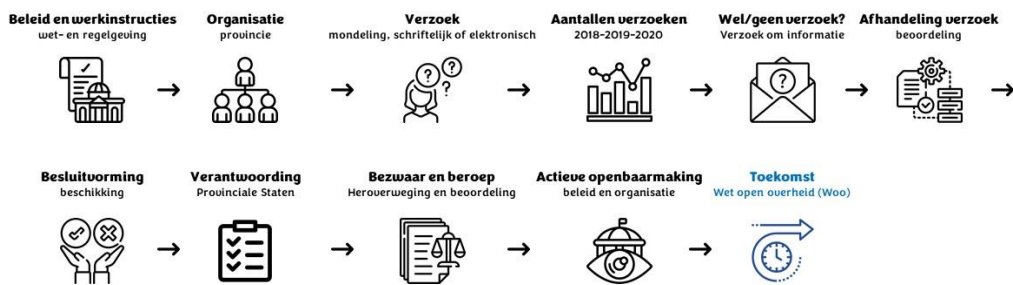 Beleid en werkinstructies
wet- en regelgeving
Organisatie
provincie
Verzoek
mondeling, schriftelijk of elektronisch
Aantallen verzoeken
2018-2019-2020
Wel/geen verzoek?
Verzoek om informatie
Afhandeling verzoek
beoordeling
Besluitvorming
beschikking
Verantwoording
Provinciale Staten
Bezwaar en beroep
Heroverweging en beoordeling
Actieve openbaarmaking
beleid en organisatie
Toekomst
Wet open overheid (Woo)